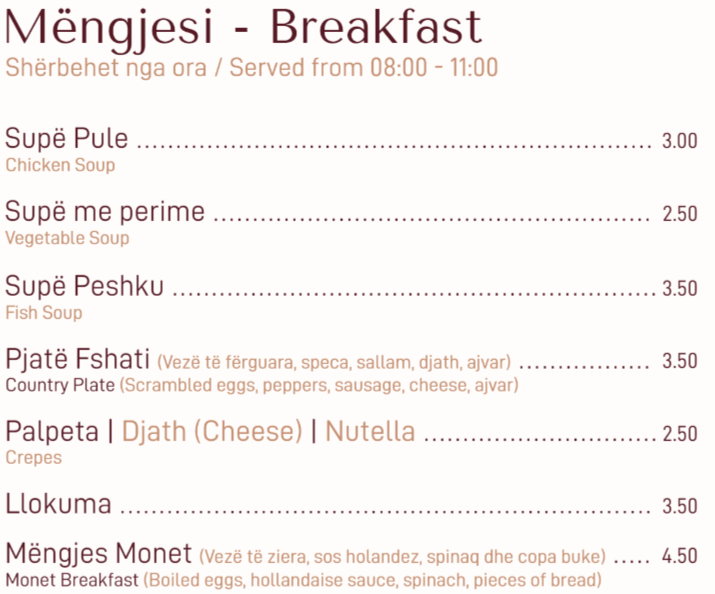 Mëngjesi - Breakfast
Shërbehet nga ora / Served from 08:00 - 11:00
Supë Pule ........................................ 3.00
Chicken Soup
Supë me perime ........................................ 2.50
Vegetable Soup
Supë Peshku ........................................ 3.50
Fish Soup
Pjatë Fshati (Vezë të fërguara, speca, sallam, djath, ajvar) ................. 3.50
Country Plate (Scrambled eggs, peppers, sausage, cheese, ajvar)
Palpeta | Djath (Cheese) | Nutella .............................. 2.50
Crepes
Llokuma ........................................ 3.50
Mëngjes Monet (Vezë të ziera, sos holandez, spinaq dhe copa buke) ..... 4.50
Monet Breakfast (Boiled eggs, hollandaise sauce, spinach, pieces of bread)